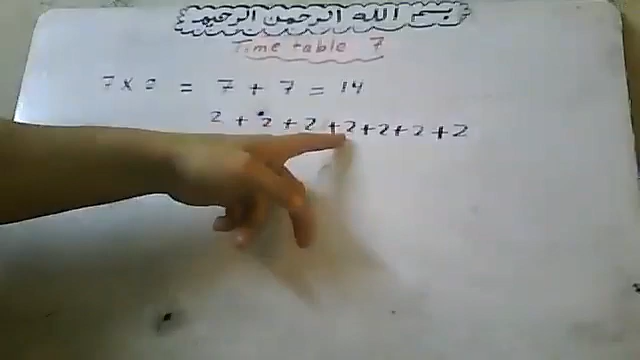 بسم الله الرحمن الرحيم
Time table 7
7 × 2 = 7 + 7 = 14
2 + 2 + 2 + 2 + 2 + 2 + 2